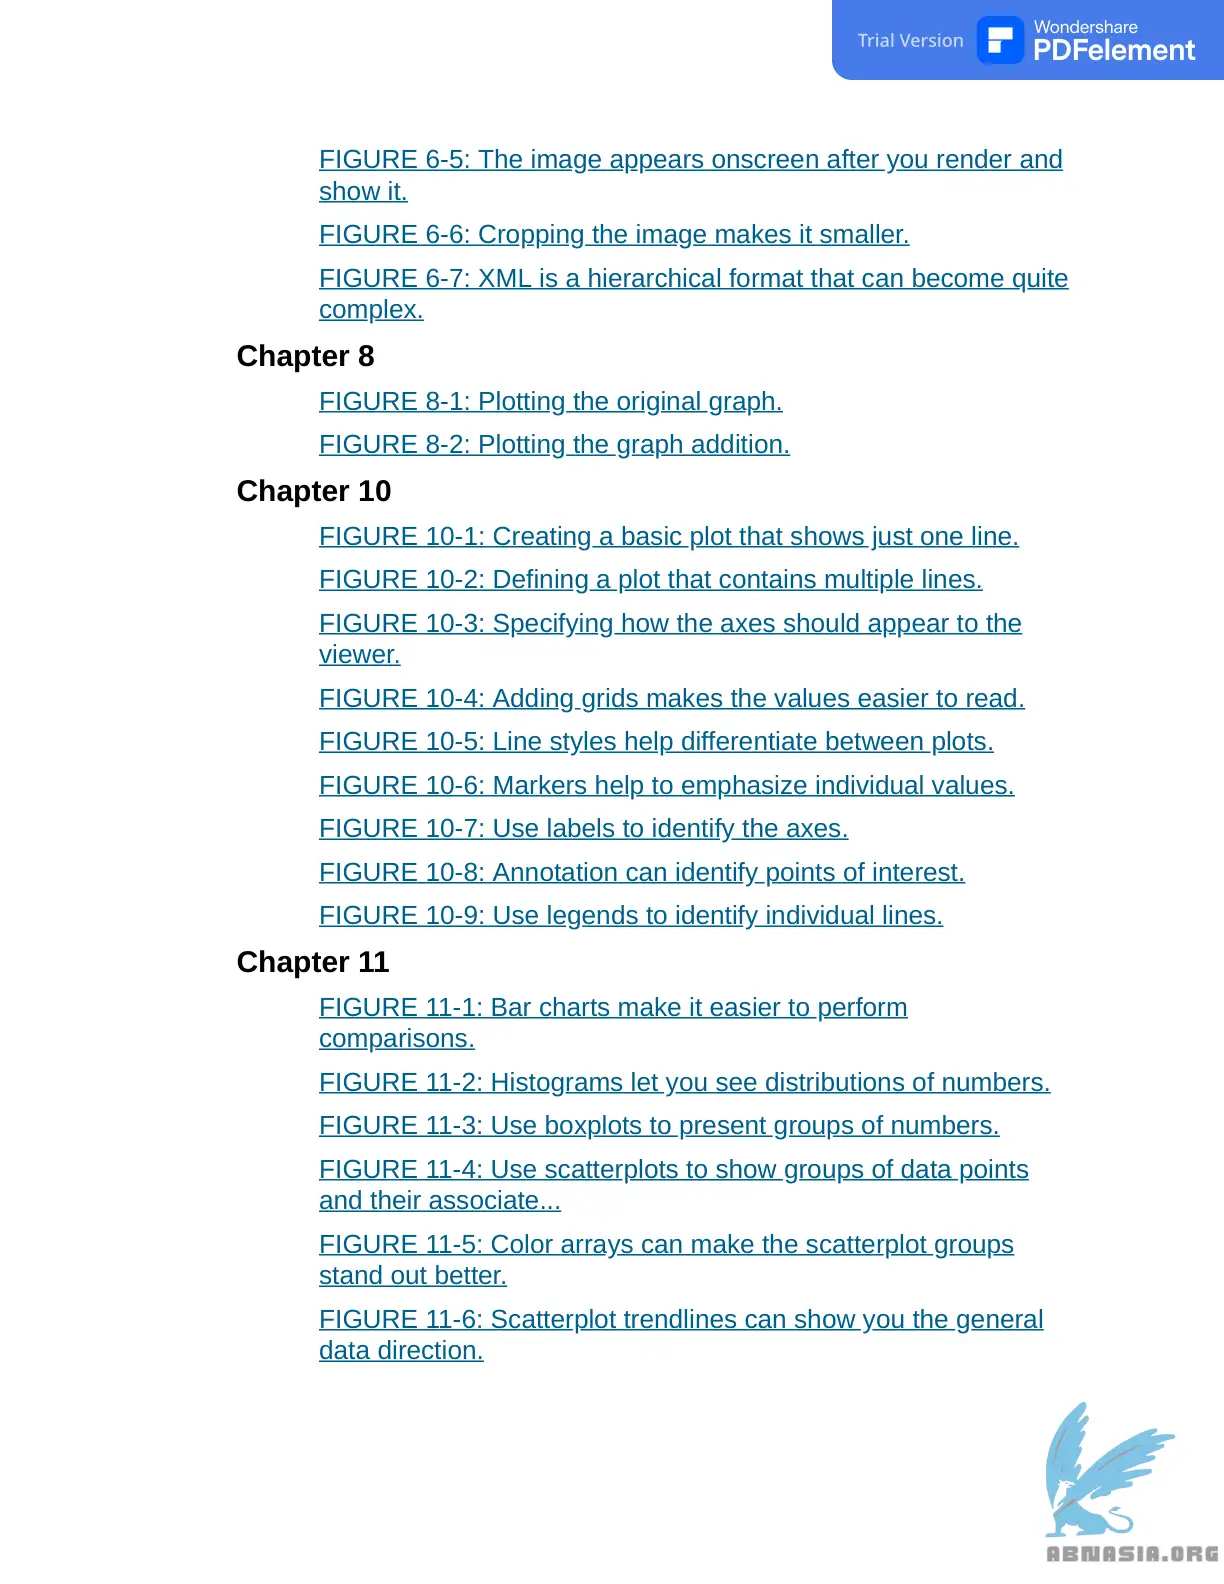 Trial Version
Wondershare
PDFelement
FIGURE 6-5: The image appears onscreen after you render and
show it.
FIGURE 6-6: Cropping the image makes it smaller.
FIGURE 6-7: XML is a hierarchical format that can become quite
complex.
Chapter 8
FIGURE 8-1: Plotting the original graph.
FIGURE 8-2: Plotting the graph addition.
Chapter 10
FIGURE 10-1: Creating a basic plot that shows just one line.
FIGURE 10-2: Defining a plot that contains multiple lines.
FIGURE 10-3: Specifying how the axes should appear to the
viewer.
FIGURE 10-4: Adding grids makes the values easier to read.
FIGURE 10-5: Line styles help differentiate between plots.
FIGURE 10-6: Markers help to emphasize individual values.
FIGURE 10-7: Use labels to identify the axes.
FIGURE 10-8: Annotation can identify points of interest.
FIGURE 10-9: Use legends to identify individual lines.
Chapter 11
FIGURE 11-1: Bar charts make it easier to perform
comparisons.
FIGURE 11-2: Histograms let you see distributions of numbers.
FIGURE 11-3: Use boxplots to present groups of numbers.
FIGURE 11-4: Use scatterplots to show groups of data points
and their associate...
FIGURE 11-5: Color arrays can make the scatterplot groups
stand out better.
FIGURE 11-6: Scatterplot trendlines can show you the general
data direction.
ABNASIA.ORG